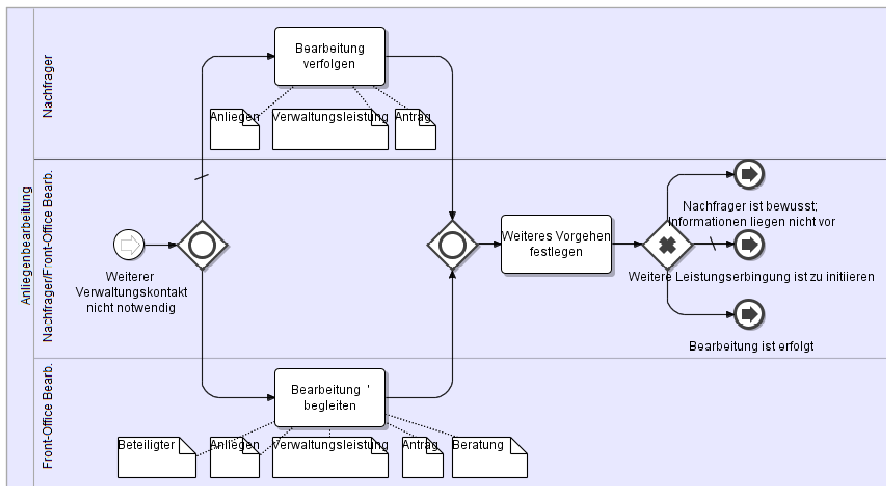 Anliegenbearbeitung
Nachfrager
Bearbeitung
verfolgen
Anliegen
Verwaltungsleistung
Antrag
Nachfrager/Front-Office Bearb.
Weiterer
Verwaltungskontakt
nicht notwendig
Weiteres Vorgehen
festlegen
Nachfrager ist bewusst;
Informationen liegen nicht vor
Weitere Leistungserbingung ist zu initiieren
Bearbeitung ist erfolgt
Front-Office Bearb.
Bearbeitung '
begleiten
Beteiligter
Anliegen
Verwaltungsleistung
Antrag
Beratung